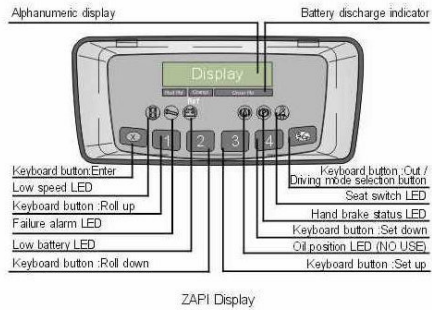 Alphanumeric display
Battery discharge indicator
Display
1
2
3
4
Keyboard button:Enter
Low speed LED
Keyboard button :Roll up
Failure alarm LED
Low battery LED
Keyboard button :Roll down
Keyboard button :Out /
Driving mode selection button
Seat switch LED
Hand brake status LED
Keyboard button :Set down
Oil position LED (NO USE)
Keyboard button :Set up
ZAPI Display